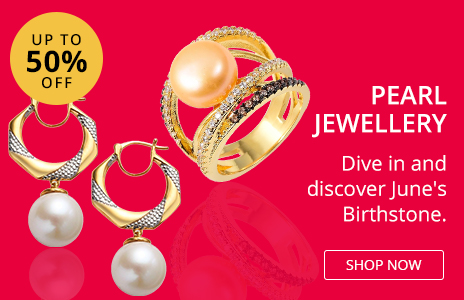 UP TO
50%
OFF
PEARL
JEWELLERY
Dive in and
discover June's
Birthstone.
SHOP NOW